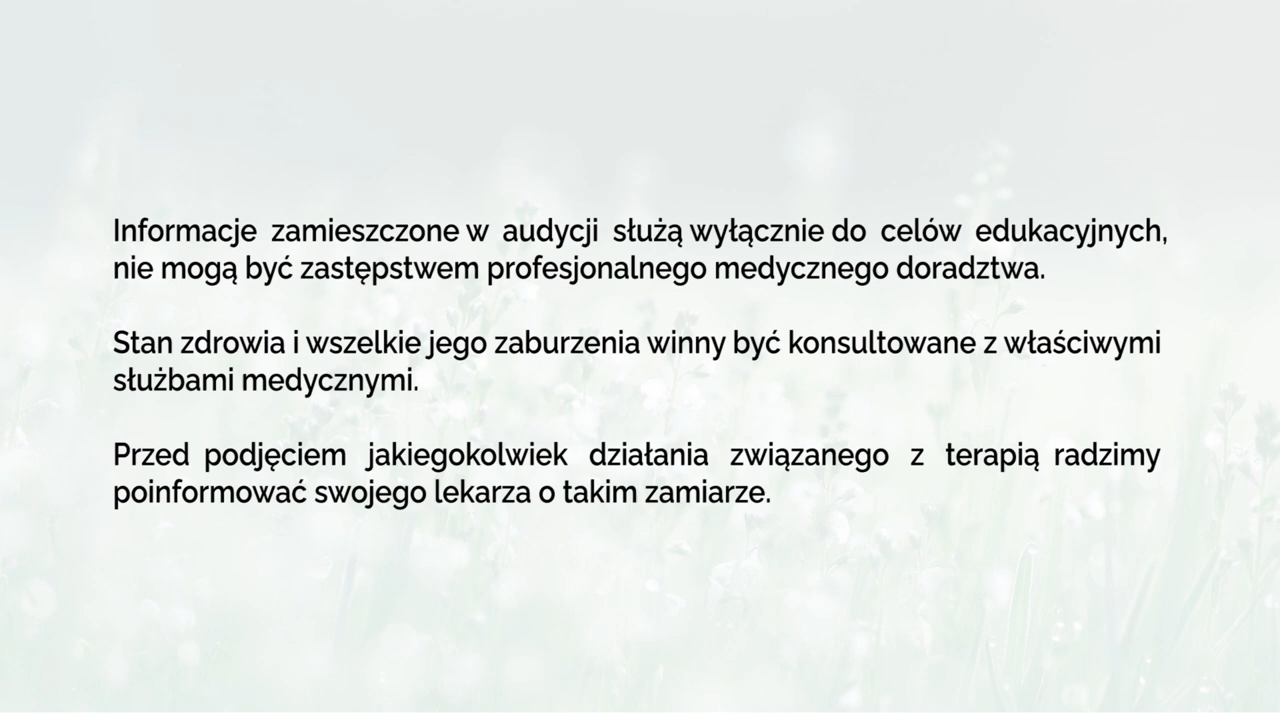 Informacje zamieszczone w audycji służą wyłącznie do celów edukacyjnych,
nie mogą być zastępstwem profesjonalnego medycznego doradztwa.
Stan zdrowia i wszelkie jego zaburzenia winny być konsultowane z właściwymi
służbami medycznymi.
Przed podjęciem jakiegokolwiek działania związanego z terapią radzimy
poinformować swojego lekarza o takim zamiarze.